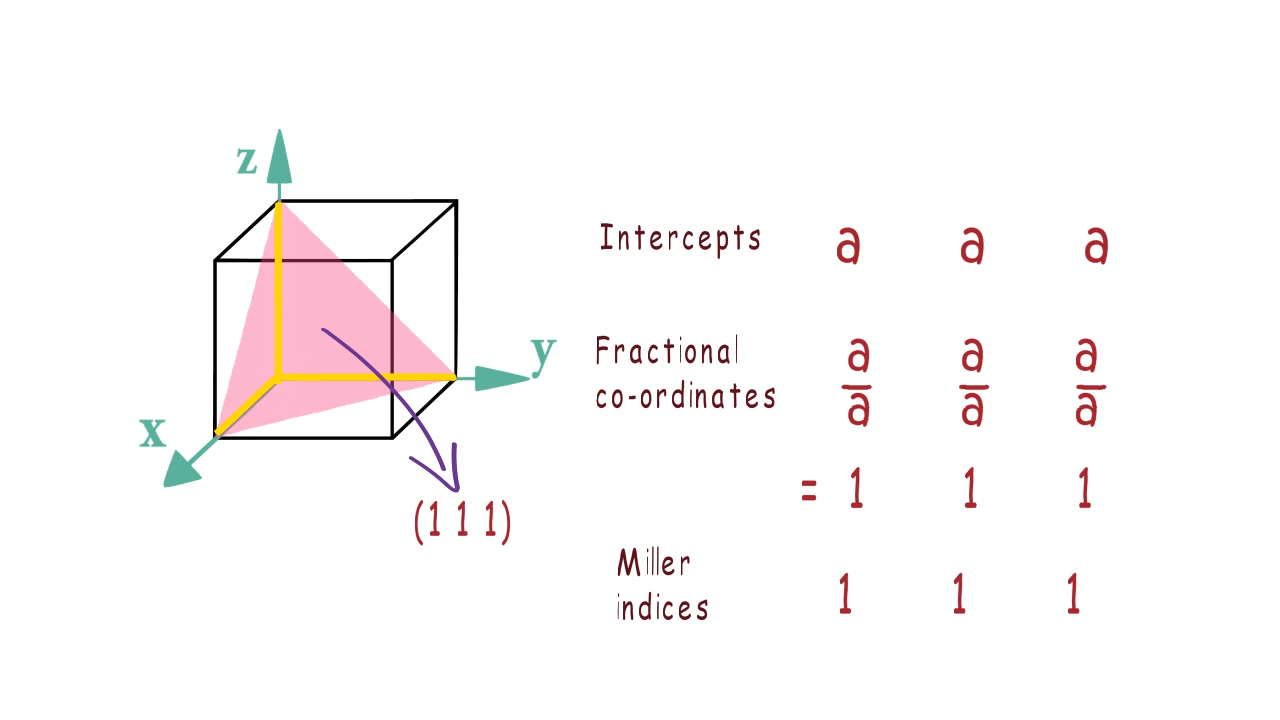 z
y
x
(1 1 1)
Intercepts a a a
Fractional
co-ordinates
a a a
a a a
= 1 1 1
Miller
indices
1 1 1